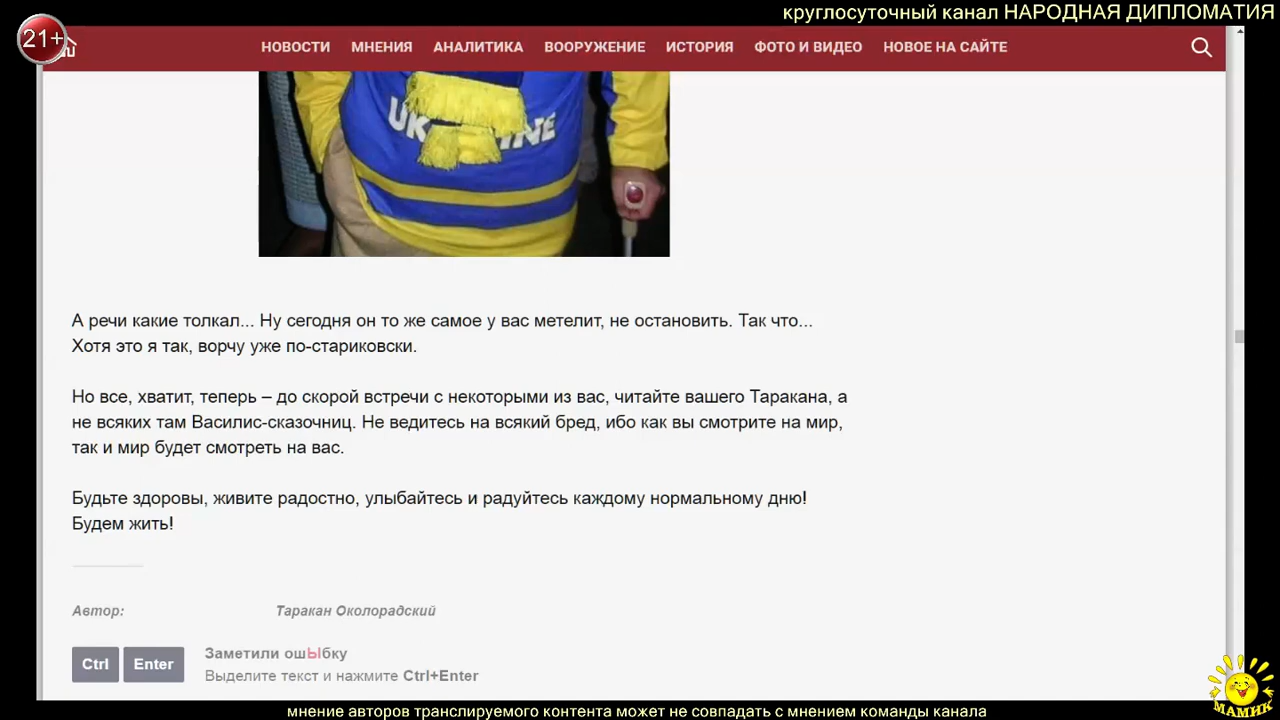 круглосуточный канал НАРОДНАЯ ДИПЛОМАТИЯ
21+
НОВОСТИ МНЕНИЯ АНАЛИТИКА ВООРУЖЕНИЕ ИСТОРИЯ ФОТО И ВИДЕО НОВОЕ НА САЙТЕ
UKRAINE
А речи какие толкал... Ну сегодня он то же самое у вас метелит, не остановить. Так что...
Хотя это я так, ворчу уже по-стариковски.
Но все, хватит, теперь – до скорой встречи с некоторыми из вас, читайте вашего Таракана, а
не всяких там Василис-сказочниц. Не ведитесь на всякий бред, ибо как вы смотрите на мир,
так и мир будет смотреть на вас.
Будьте здоровы, живите радостно, улыбайтесь и радуйтесь каждому нормальному дню!
Будем жить!
Автор: Таракан Околорадский
Ctrl Enter
Заметили ошЫбку
Выделите текст и нажмите Ctrl+Enter
МАМИК
мнение авторов транслируемого контента может не совпадать с мнением команды канала